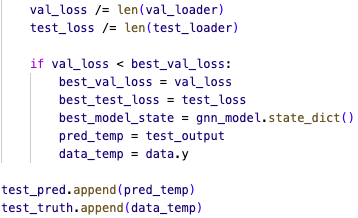 val_loss /= len(val_loader)
test_loss /= len(test_loader)
if val_loss < best_val_loss:
best_val_loss = val_loss
best_test_loss = test_loss
best_model_state = gnn_model.state_dict()
pred_temp = test_output
data_temp = data.y
test_pred.append(pred_temp)
test_truth.append(data_temp)